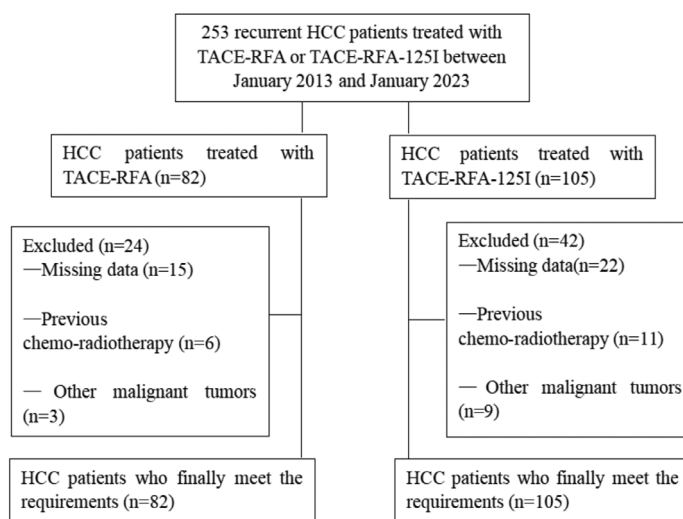 253 recurrent HCC patients treated with
TACE-RFA or TACE-RFA-125I between
January 2013 and January 2023
HCC patients treated with
TACE-RFA (n=82)
HCC patients treated with
TACE-RFA-125I (n=105)
Excluded (n=24)
—Missing data (n=15)
—Previous
chemo-radiotherapy (n=6)
— Other malignant tumors
(n=3)
Excluded (n=42)
—Missing data(n=22)
—Previous
chemo-radiotherapy (n=11)
— Other malignant tumors
(n=9)
HCC patients who finally meet the
requirements (n=82)
HCC patients who finally meet the
requirements (n=105)